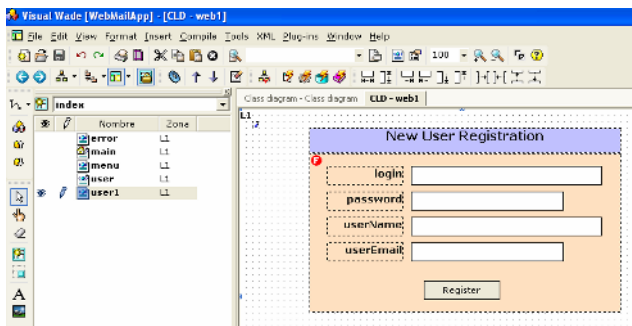 Visual Wade [WebMailApp] - [CLD - web1]
File Edit View Format Insert Compile Tools XML Plug-ins Window Help
100
index
Class diagram - Class diagram CLD - web1
Nombre Zona
error L1
main L1
menu L1
user L1
user1 L1
L1
New User Registration
F
login
password
userName
userEmail
Register
A